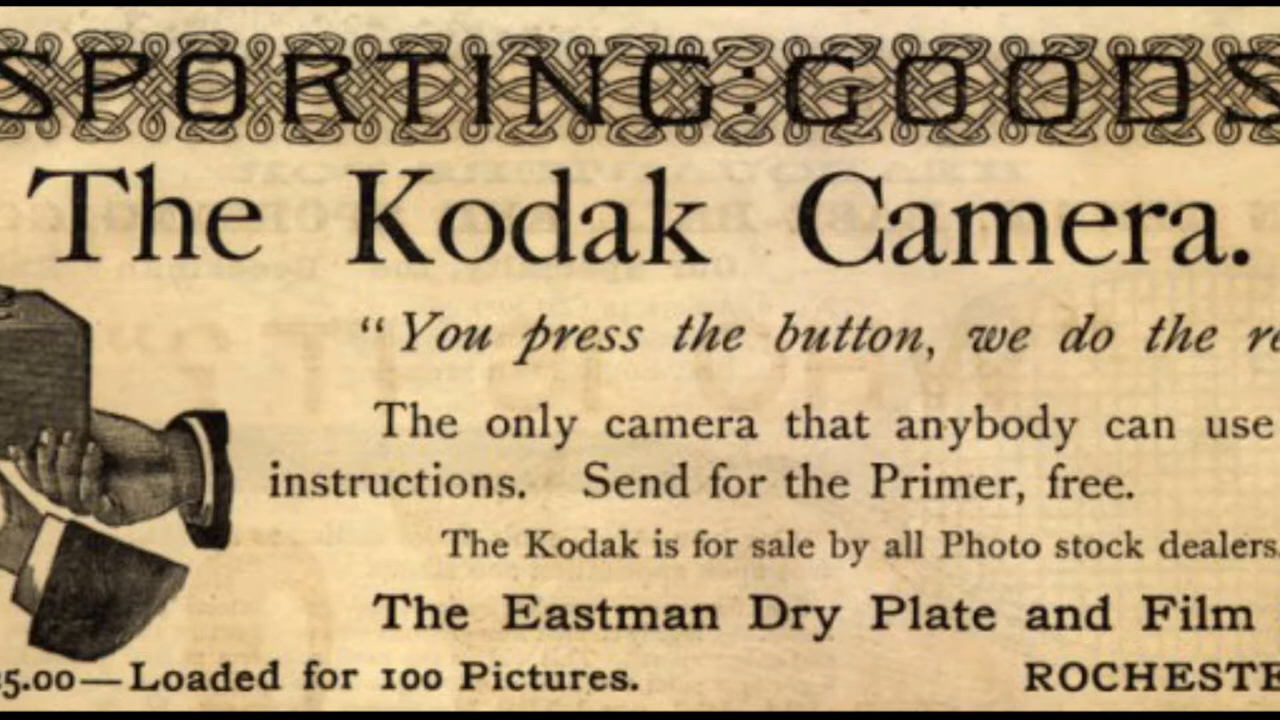 SPORTING:GOODS
The Kodak Camera.
"You press the button, we do the re
The only camera that anybody can use
instructions. Send for the Primer, free.
The Kodak is for sale by all Photo stock dealers.
The Eastman Dry Plate and Film
5.00—Loaded for 100 Pictures. ROCHESTE